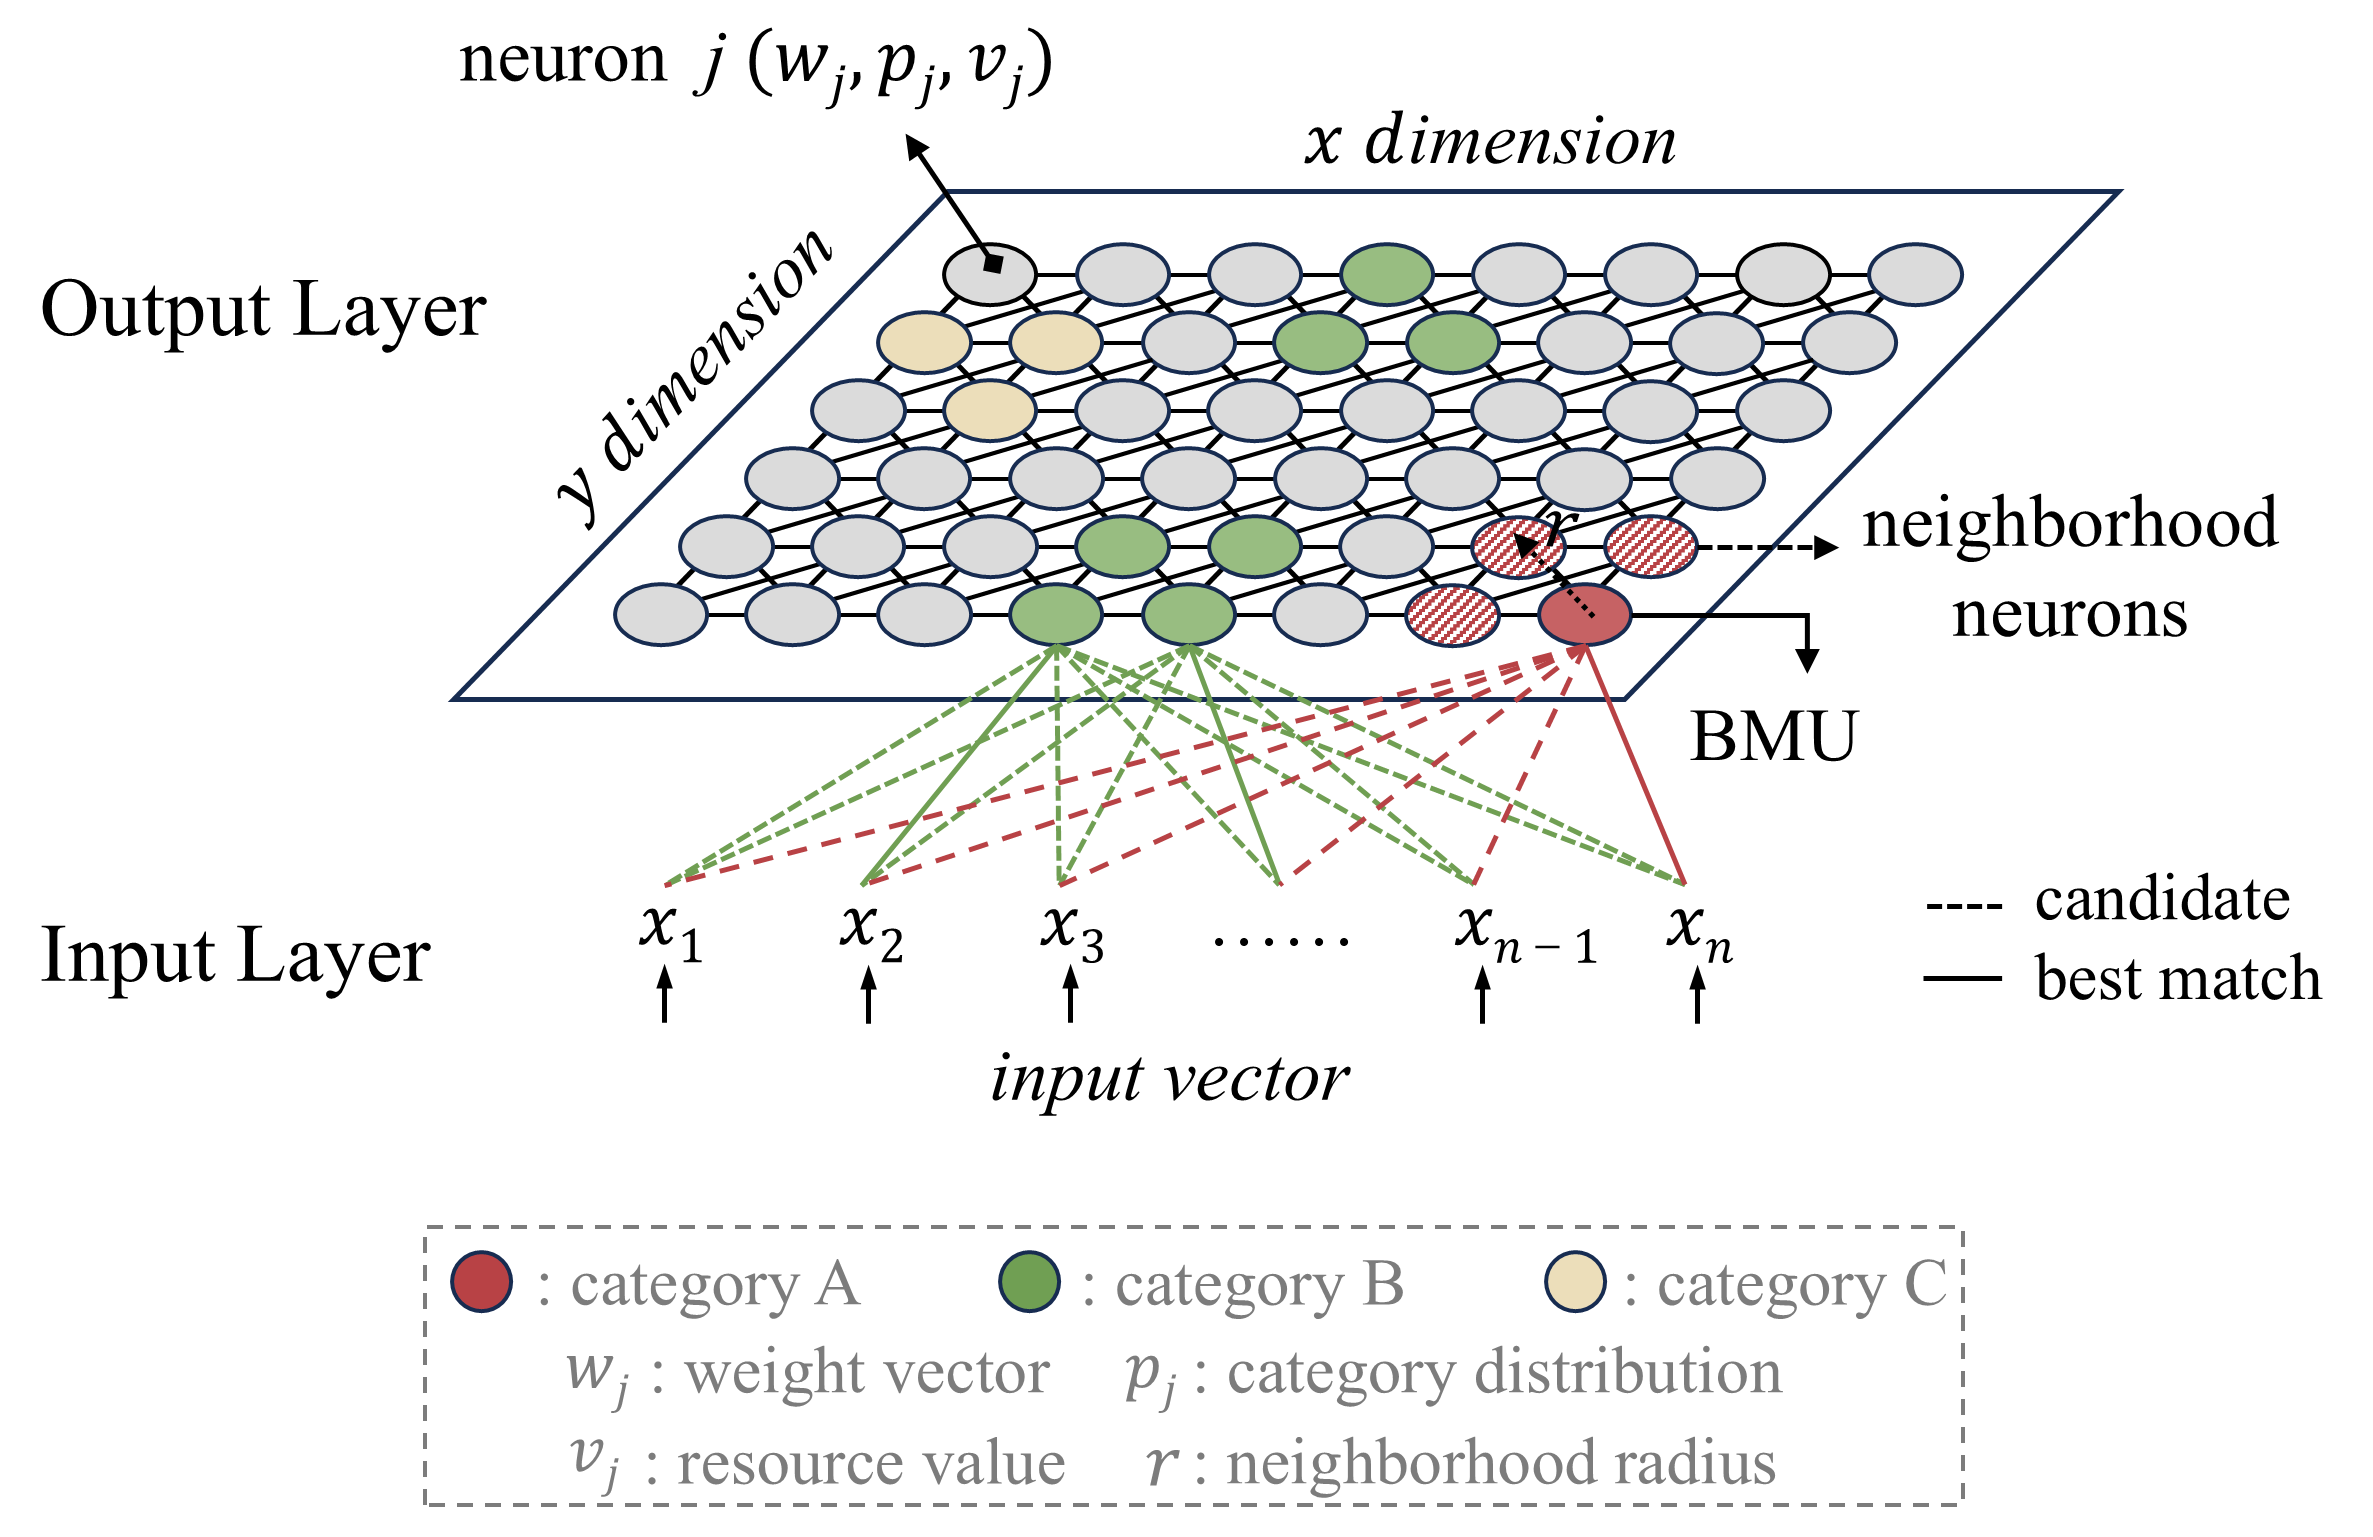 neuron j (w_j, p_j, v_j)
x dimension
y dimension
Output Layer
r
neighborhood
neurons
BMU
Input Layer
x_1 x_2 x_3 …… x_{n-1} x_n
candidate
best match
input vector
: category A : category B : category C
w_j : weight vector p_j : category distribution
v_j : resource value r : neighborhood radius